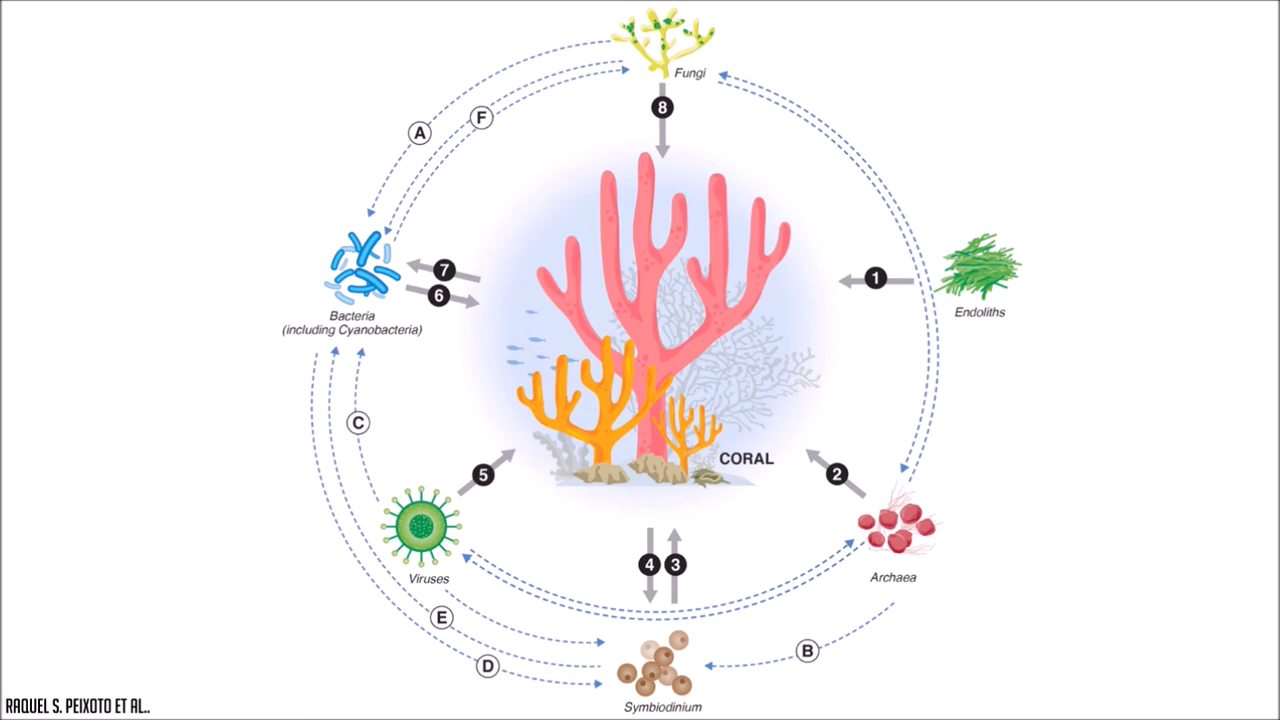 Fungi
8
A
F
7
6
Bacteria
(including Cyanobacteria)
1
Endoliths
C
CORAL
5
2
Viruses
4
3
Archaea
E
D
B
Symbiodinium
RAQUEL S. PEIXOTO ET AL..